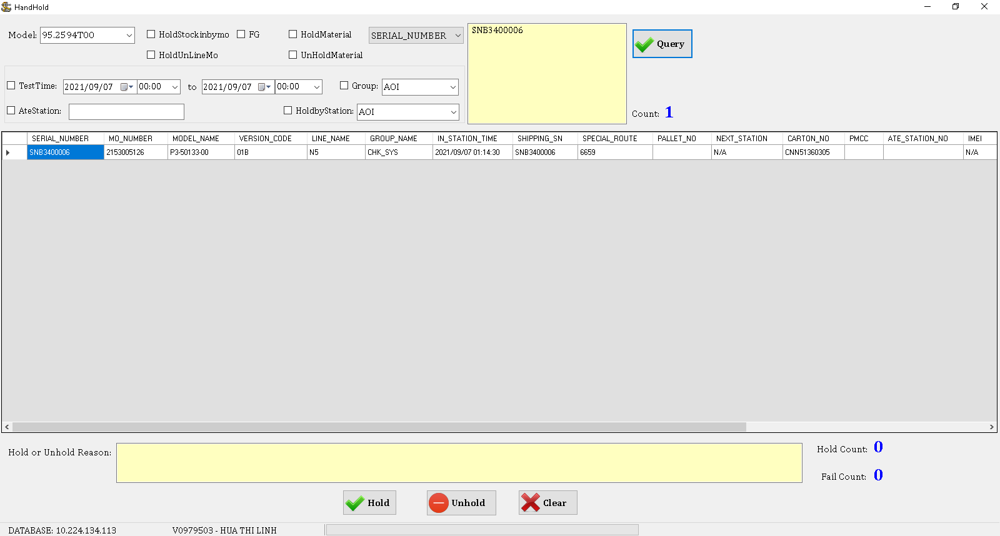 HandHold
Model: 95.2594T00 HoldStockinbymo FG HoldMaterial SERIAL_NUMBER SNB3400006 Query
HoldUnLineMo UnHoldMaterial
TestTime: 2021/09/07 00:00 to 2021/09/07 00:00 Group: AOI
AteStation: HoldbyStation: AOI Count: 1
SERIAL_NUMBER MO_NUMBER MODEL_NAME VERSION_CODE LINE_NAME GROUP_NAME IN_STATION_TIME SHIPPING_SN SPECIAL_ROUTE PALLET_NO NEXT_STATION CARTON_NO PMCC ATE_STATION_NO IMEI
SNB3400006 2153005126 P3-50133-00 01B N5 CHK_SYS 2021/09/07 01:14:30 SNB3400006 6659 N/A CNN51360305 N/A
Hold or Unhold Reason: Hold Count: 0
Fail Count: 0
Hold Unhold Clear
DATABASE: 10.224.134.113 V0979503 - HUA THI LINH